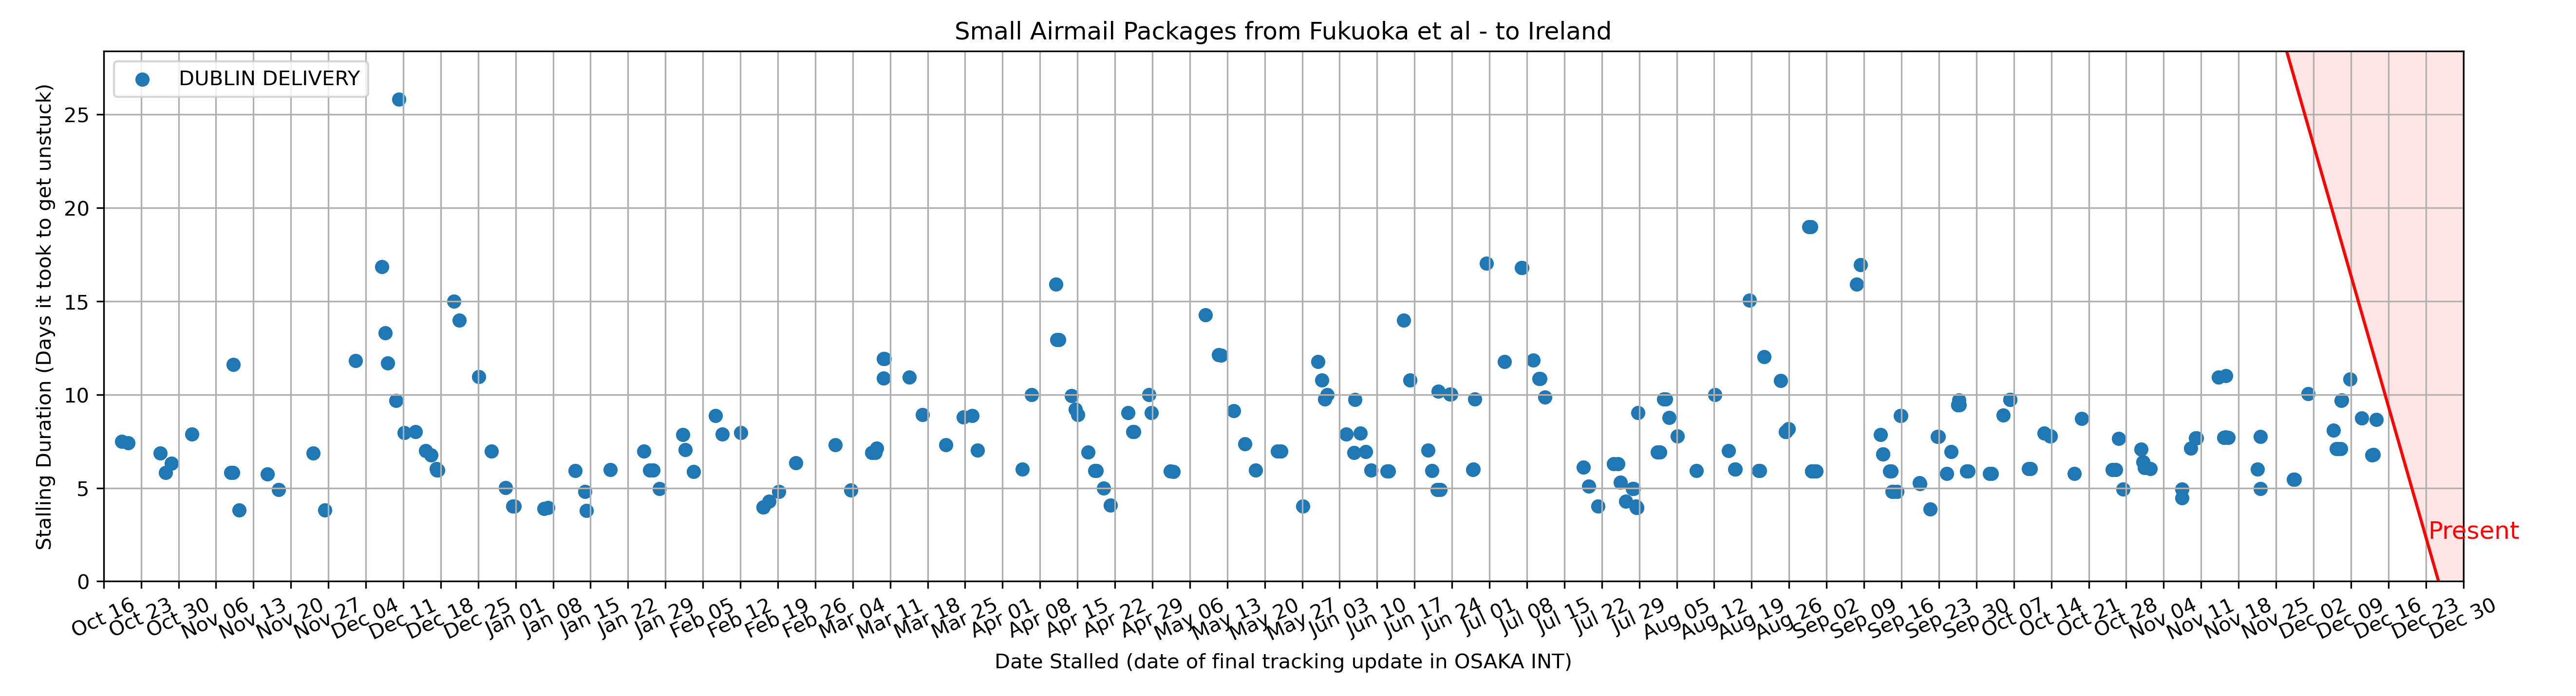 Small Airmail Packages from Fukuoka et al - to Ireland
DUBLIN DELIVERY
Stalling Duration (Days it took to get unstuck)
25
20
15
10
5
0
Present
Oct 16
Oct 23
Oct 30
Nov 06
Nov 13
Nov 20
Nov 27
Dec 04
Dec 11
Dec 18
Dec 25
Jan 01
Jan 08
Jan 15
Jan 22
Jan 29
Feb 05
Feb 12
Feb 19
Feb 26
Mar 04
Mar 11
Mar 18
Mar 25
Apr 01
Apr 08
Apr 15
Apr 22
Apr 29
May 06
May 13
May 20
May 27
Jun 03
Jun 10
Jun 17
Jun 24
Jul 01
Jul 08
Jul 15
Jul 22
Jul 29
Aug 05
Aug 12
Aug 19
Aug 26
Sep 02
Sep 09
Sep 16
Sep 23
Sep 30
Oct 07
Oct 14
Oct 21
Oct 28
Nov 04
Nov 11
Nov 18
Nov 25
Dec 02
Dec 09
Dec 16
Dec 23
Dec 30
Date Stalled (date of final tracking update in OSAKA INT)